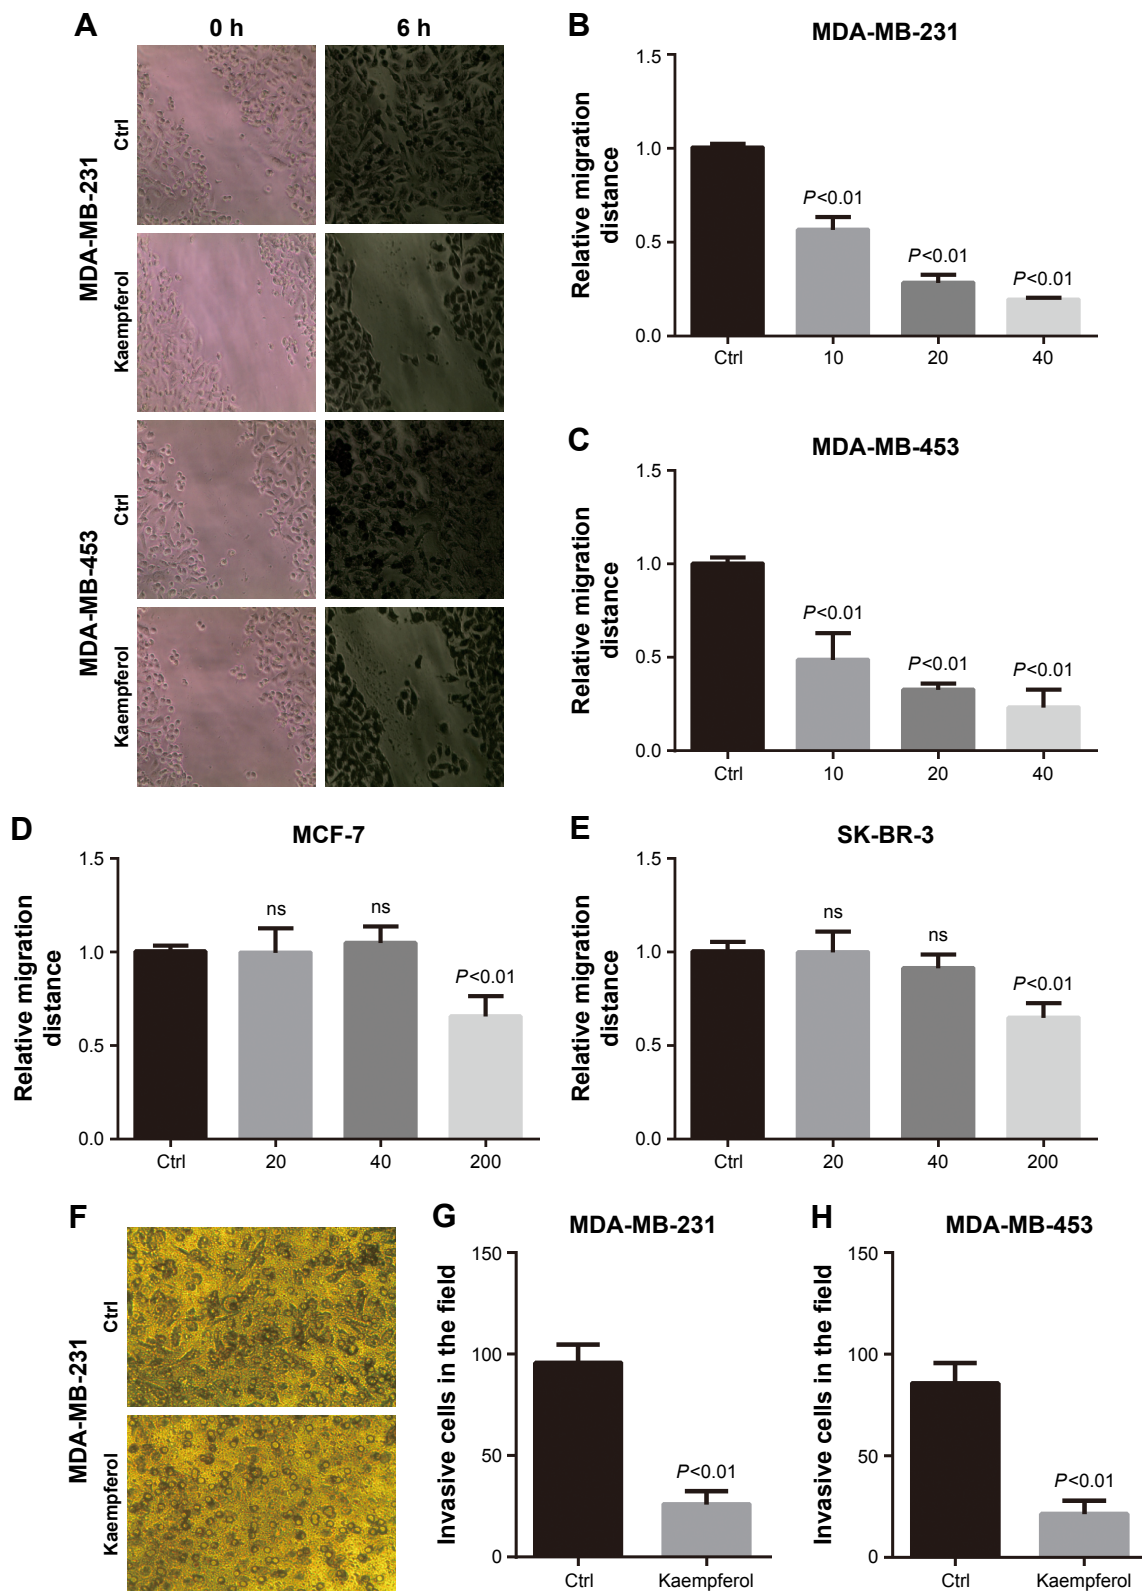 A
0 h
6 h
MDA-MB-231
Ctrl
Kaempferol
MDA-MB-453
Ctrl
Kaempferol
B
MDA-MB-231
Relative migration
distance
1.5
1.0
0.5
0.0
P<0.01
P<0.01
P<0.01
Ctrl
10
20
40
C
MDA-MB-453
Relative migration
distance
1.5
1.0
0.5
0.0
P<0.01
P<0.01
P<0.01
Ctrl
10
20
40
D
MCF-7
Relative migration
distance
1.5
1.0
0.5
0.0
ns
ns
P<0.01
Ctrl
20
40
200
E
SK-BR-3
Relative migration
distance
1.5
1.0
0.5
0.0
ns
ns
P<0.01
Ctrl
20
40
200
F
MDA-MB-231
Ctrl
Kaempferol
G
MDA-MB-231
Invasive cells in the field
150
100
50
0
P<0.01
Ctrl
Kaempferol
H
MDA-MB-453
Invasive cells in the field
150
100
50
0
P<0.01
Ctrl
Kaempferol